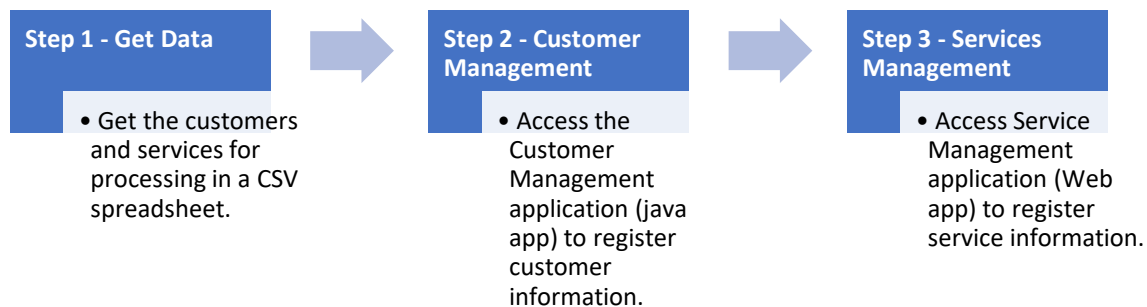 Step 1 - Get Data
• Get the customers
and services for
processing in a CSV
spreadsheet.
Step 2 - Customer
Management
• Access the
Customer
Management
application (java
app) to register
customer
information.
Step 3 - Services
Management
• Access Service
Management
application (Web
app) to register
service information.